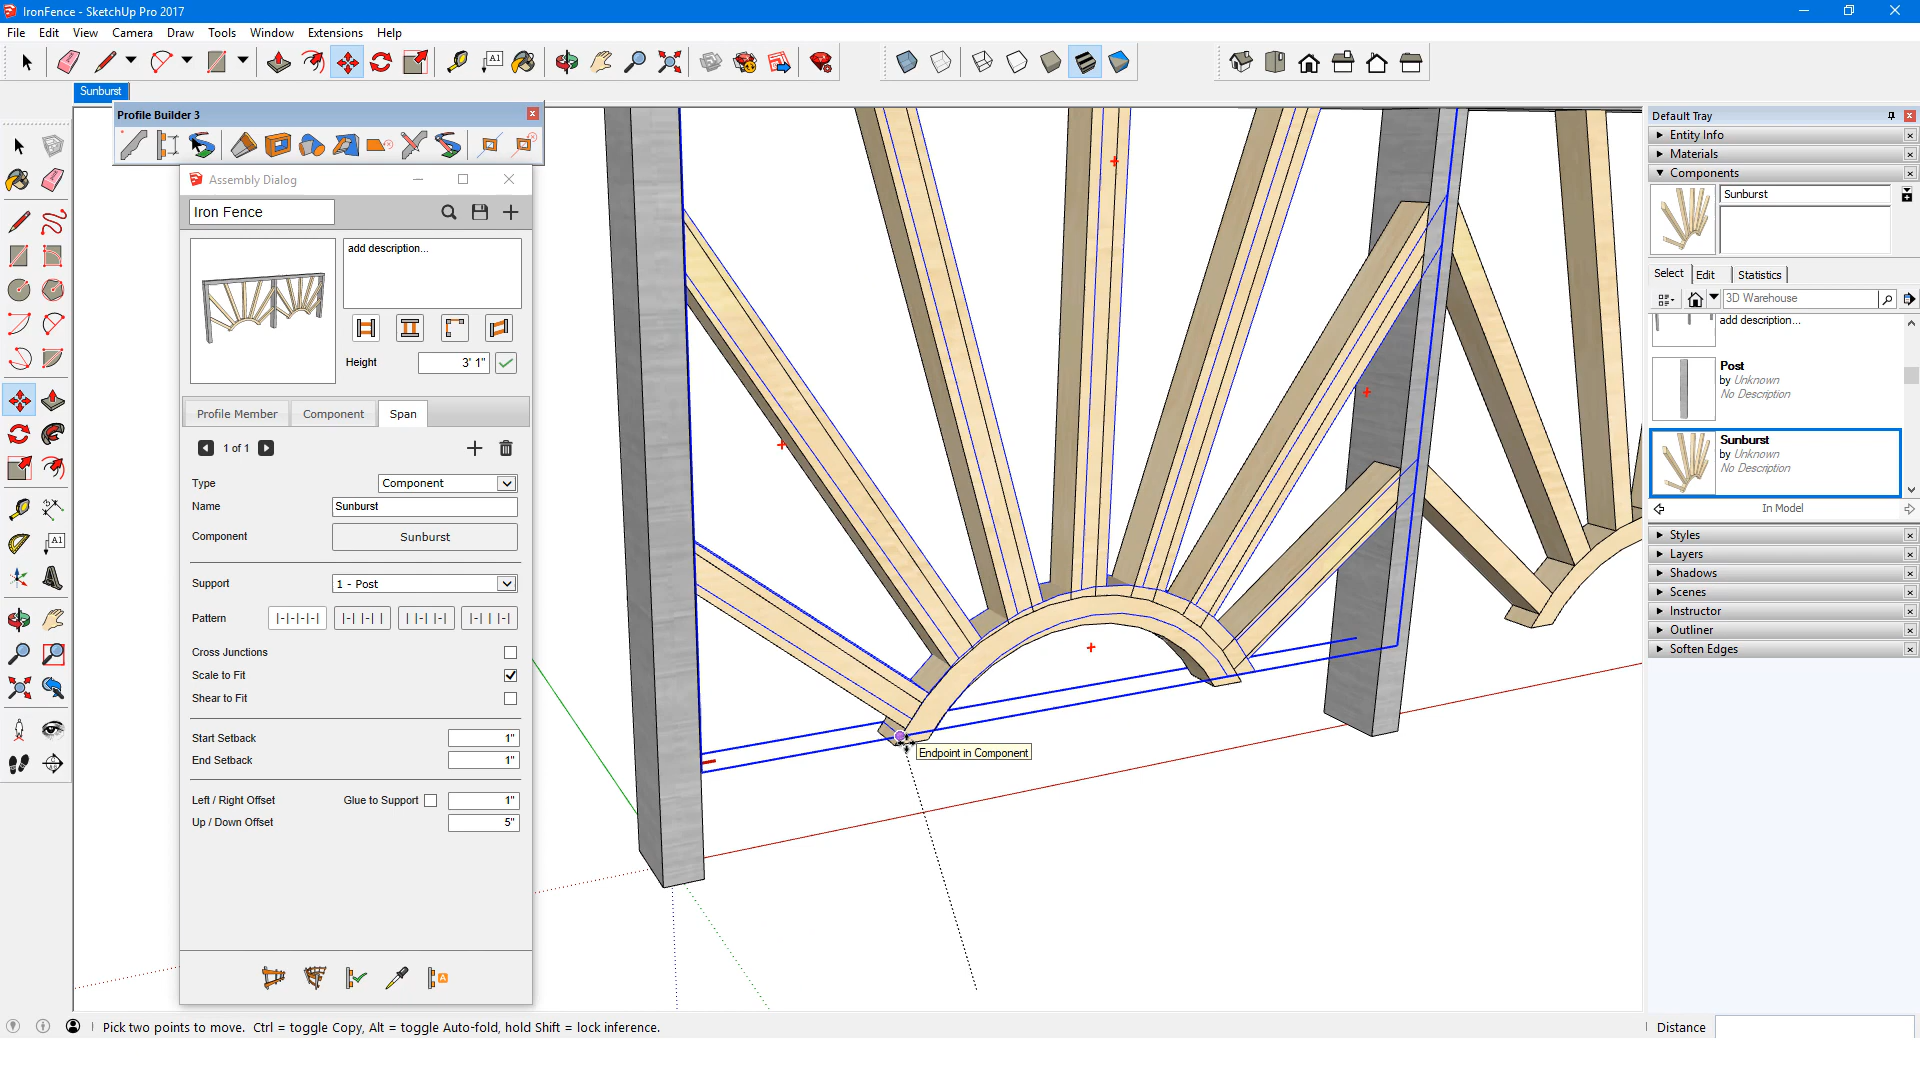 IronFence - SketchUp Pro 2017
File Edit View Camera Draw Tools Window Extensions Help
A1
Sunburst
Profile Builder 3
Assembly Dialog
Iron Fence
add description...
Height 3' 1"
Profile Member Component Span
1 of 1
Type Component
Name Sunburst
Component Sunburst
Support 1 - Post
Pattern |-|-|-|-| |-| |-| | | |-| |-| |-| | |-|
Cross Junctions
Scale to Fit
Shear to Fit
Start Setback 1"
End Setback 1"
Left / Right Offset Glue to Support 1"
Up / Down Offset 5"
A
A1
Endpoint in Component
Default Tray
Entity Info
Materials
Components
Sunburst
Select Edit Statistics
3D Warehouse
add description...
Post
by Unknown
No Description
Sunburst
by Unknown
No Description
In Model
Styles
Layers
Shadows
Scenes
Instructor
Outliner
Soften Edges
Pick two points to move. Ctrl = toggle Copy, Alt = toggle Auto-fold, hold Shift = lock inference.
Distance